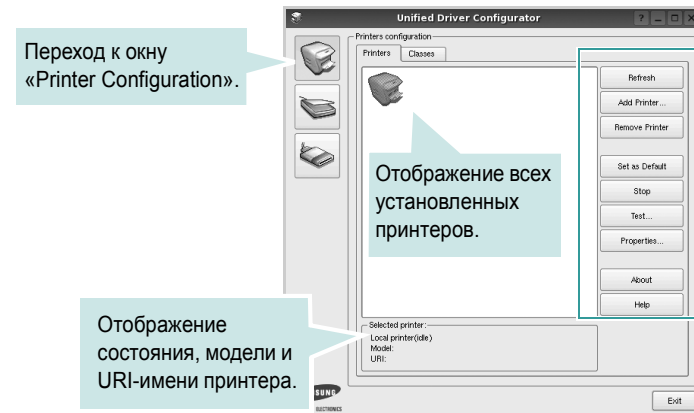 Unified Driver Configurator
Переход к окну
«Printer Configuration».
Printers configuration
Printers Classes
Refresh
Add Printer...
Remove Printer
Set as Default
Stop
Test...
Properties...
About
Help
Отображение всех
установленных
принтеров.
Отображение
состояния, модели и
URI-имени принтера.
Selected printer:
Local printer(idle)
Model:
URI:
SUNG
ELECTRONICS
Exit